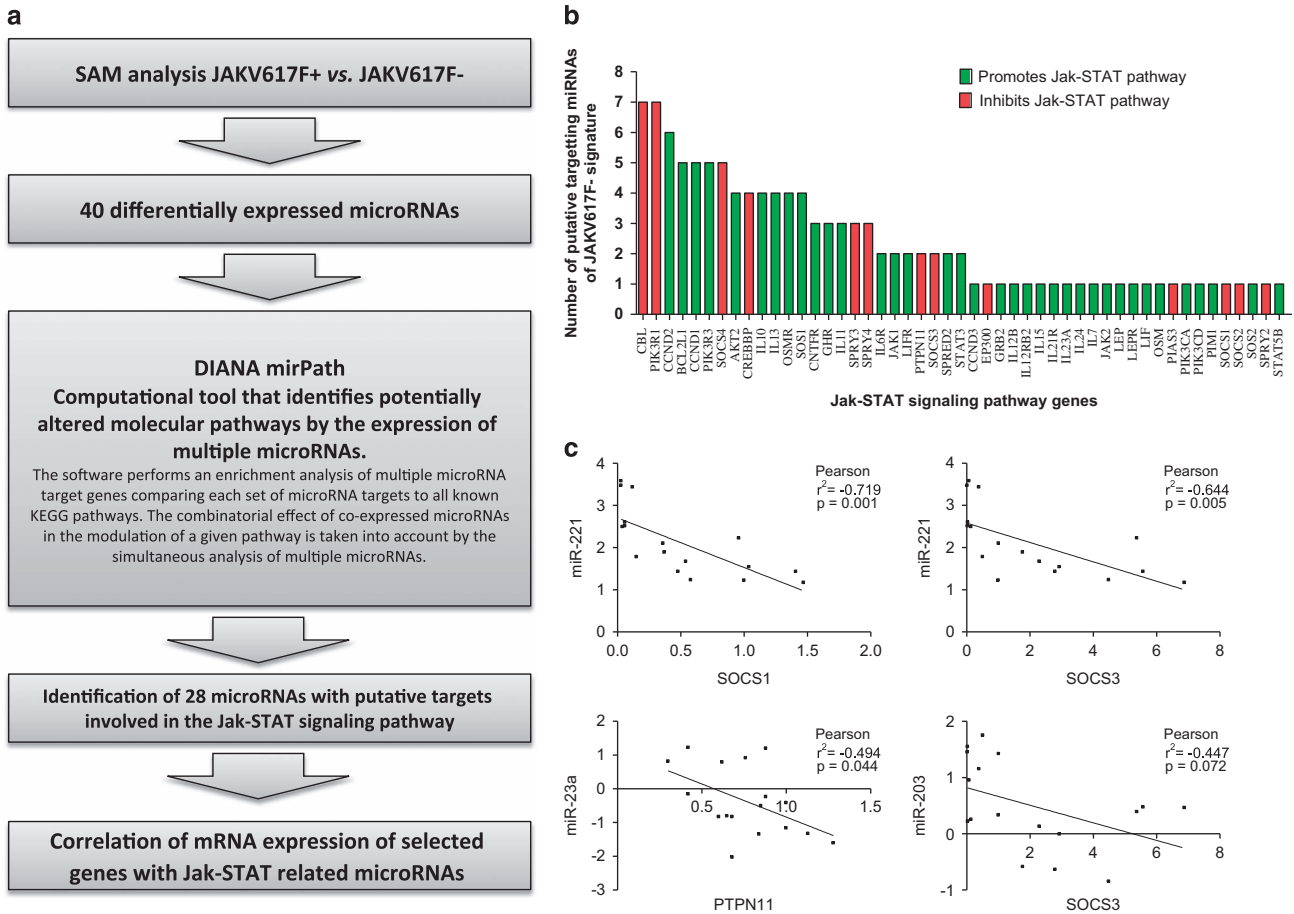 a
SAM analysis JAKV617F+ vs. JAKV617F-
40 differentially expressed microRNAs
DIANA mirPath
Computational tool that identifies potentially
altered molecular pathways by the expression of
multiple microRNAs.
The software performs an enrichment analysis of multiple microRNA
target genes comparing each set of microRNA targets to all known
KEGG pathways. The combinatorial effect of co-expressed microRNAs
in the modulation of a given pathway is taken into account by the
simultaneous analysis of multiple microRNAs.
Identification of 28 microRNAs with putative targets
involved in the Jak-STAT signaling pathway
Correlation of mRNA expression of selected
genes with Jak-STAT related microRNAs
b
Number of putative targetting miRNAs
of JAKV617F- signature
8
7
6
5
4
3
2
1
0
Promotes Jak-STAT pathway
Inhibits Jak-STAT pathway
CBL
PIK3R1
CCND2
BCL2L1
CCND1
PIK3R3
SOCS4
AKT2
CREBBP
IL10
IL13
OSMR
SOS1
CNTFR
GHR
IL11
SPRY3
SPRY4
IL6R
JAK1
LIFR
PTPN11
SOCS3
SPRED2
STAT3
CCND3
EP300
GRB2
IL12B
IL12RB2
IL15
IL21R
IL23A
IL24
IL7
JAK2
LEP
LEPR
LIF
OSM
PIAS3
PIK3CA
PIK3CD
PIM1
SOCS1
SOCS2
SOS2
SPRY2
STAT5B
Jak-STAT signaling pathway genes
c
miR-221
4
3
2
1
0
Pearson
r²= -0.719
p = 0.001
0.0 0.5 1.0 1.5 2.0
SOCS1
miR-221
4
3
2
1
0
Pearson
r²= -0.644
p = 0.005
0 2 4 6 8
SOCS3
miR-23a
2
1
0
-1
-2
-3
Pearson
r²= -0.494
p = 0.044
0.5 1.0 1.5
PTPN11
miR-203
2
1
0
-1
Pearson
r²= -0.447
p = 0.072
2 4 6 8
SOCS3